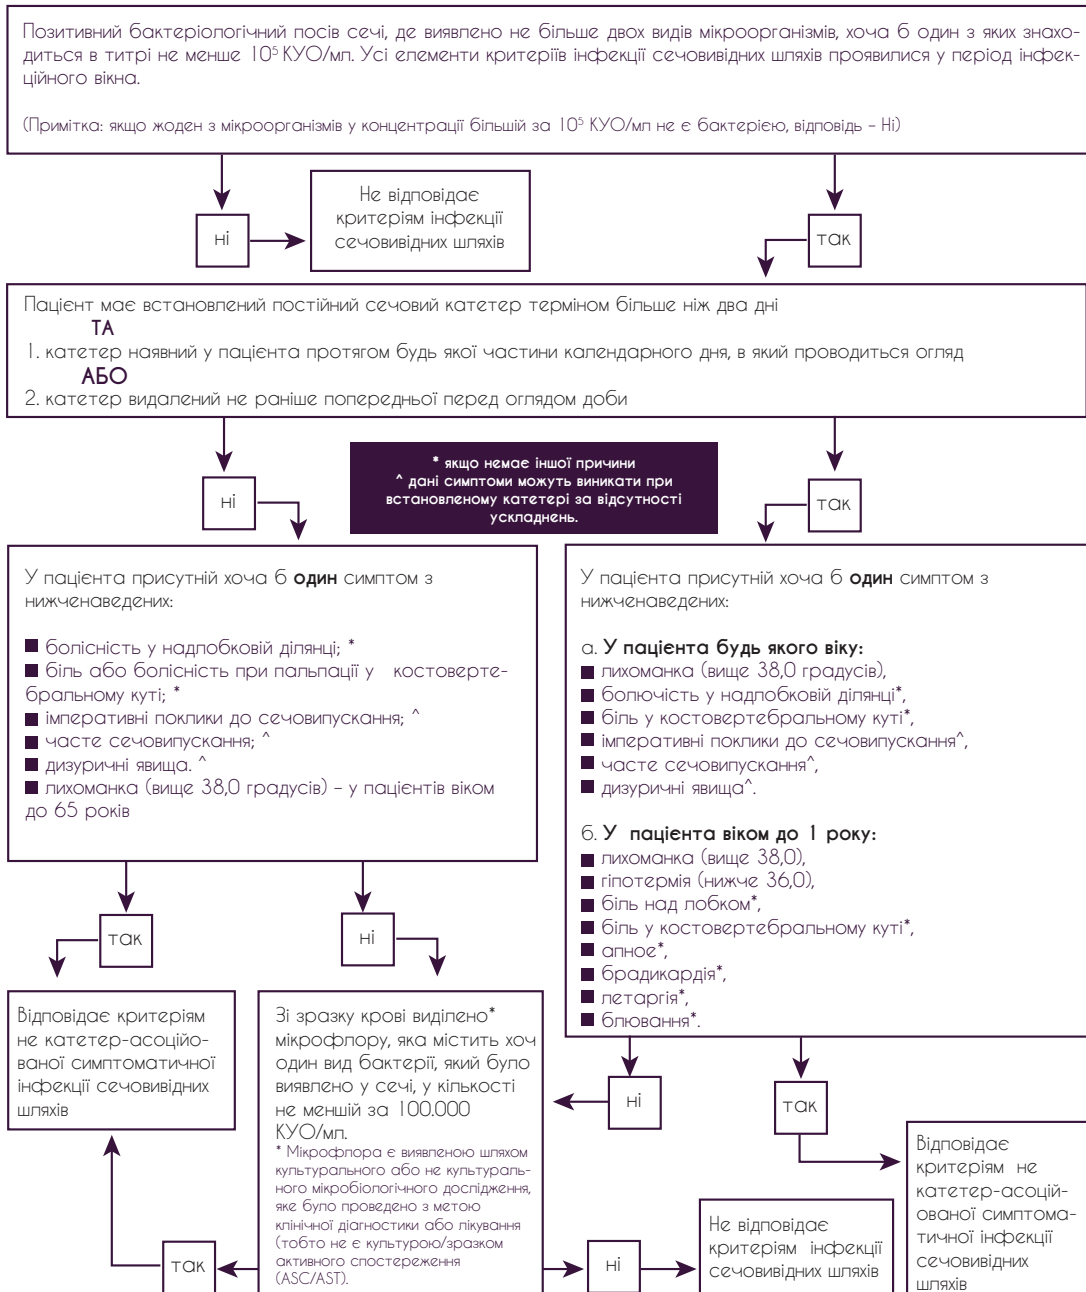 Позитивний бактеріологічний посів сечі, де виявлено не більше двох видів мікроорганізмів, хоча б один з яких знахо-
диться в титрі не менше 10⁵ КУО/мл. Усі елементи критеріїв інфекції сечовивідних шляхів проявилися у період інфек-
ційного вікна.
(Примітка: якщо жоден з мікроорганізмів у концентрації більшій за 10⁵ КУО/мл не є бактерією, відповідь – Ні)
ні
Не відповідає
критеріям інфекції
сечовивідних шляхів
так
Пацієнт має встановлений постійний сечовий катетер терміном більше ніж два дні
ТА
1. катетер наявний у пацієнта протягом будь якої частини календарного дня, в який проводиться огляд
АБО
2. катетер видалений не раніше попередньої перед оглядом доби
ні
* якщо немає іншої причини
^ дані симптоми можуть виникати при
встановленому катетері за відсутності
ускладнень.
так
У пацієнта присутній хоча б один симптом з
нижченаведених:
■ болісність у надлобковій ділянці; *
■ біль або болісність при пальпації у костоверте-
бральному куті; *
■ імперативні поклики до сечовипускання; ^
■ часте сечовипускання; ^
■ дизуричні явища. ^
■ лихоманка (вище 38,0 градусів) – у пацієнтів віком
до 65 років
У пацієнта присутній хоча б один симптом з
нижченаведених:
а. У пацієнта будь якого віку:
■ лихоманка (вище 38,0 градусів),
■ болючість у надлобковій ділянці*,
■ біль у костовертебральному куті*,
■ імперативні поклики до сечовипускання^,
■ часте сечовипускання^,
■ дизуричні явища^.
б. У пацієнта віком до 1 року:
■ лихоманка (вище 38,0),
■ гіпотермія (нижче 36,0),
■ біль над лобком*,
■ біль у костовертебральному куті*,
■ апное*,
■ брадикардія*,
■ летаргія*,
■ блювання*.
так
ні
Відповідає критеріям
не катетер-асоційо-
ваної симптоматичної
інфекції сечовивідних
шляхів
Зі зразку крові виділено*
мікрофлору, яка містить хоч
один вид бактерії, який було
виявлено у сечі, у кількості
не меншій за 100.000
КУО/мл.
* Мікрофлора є виявленою шляхом
культурального або не культураль-
ного мікробіологічного дослідження,
яке було проведено з метою
клінічної діагностики або лікування
(тобто не є культурою/зразком
активного спостереження
(ASC/AST).
ні
так
так
ні
Не відповідає
критеріям інфекції
сечовивідних шляхів
Відповідає
критеріям не
катетер-асоцій-
ованої симптома-
тичної інфекції
сечовивідних
шляхів